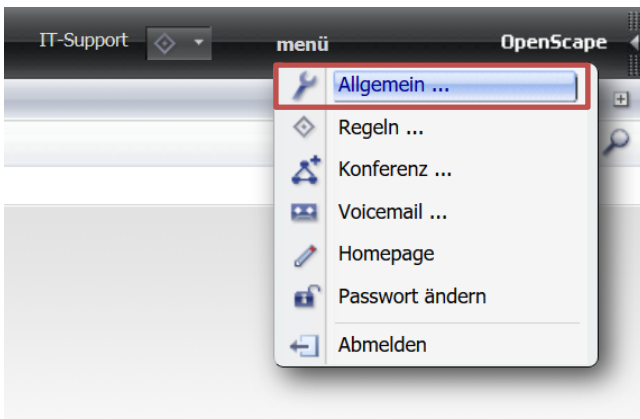 IT-Support menü OpenScape
Allgemein ...
Regeln ...
Konferenz ...
Voicemail ...
Homepage
Passwort ändern
Abmelden